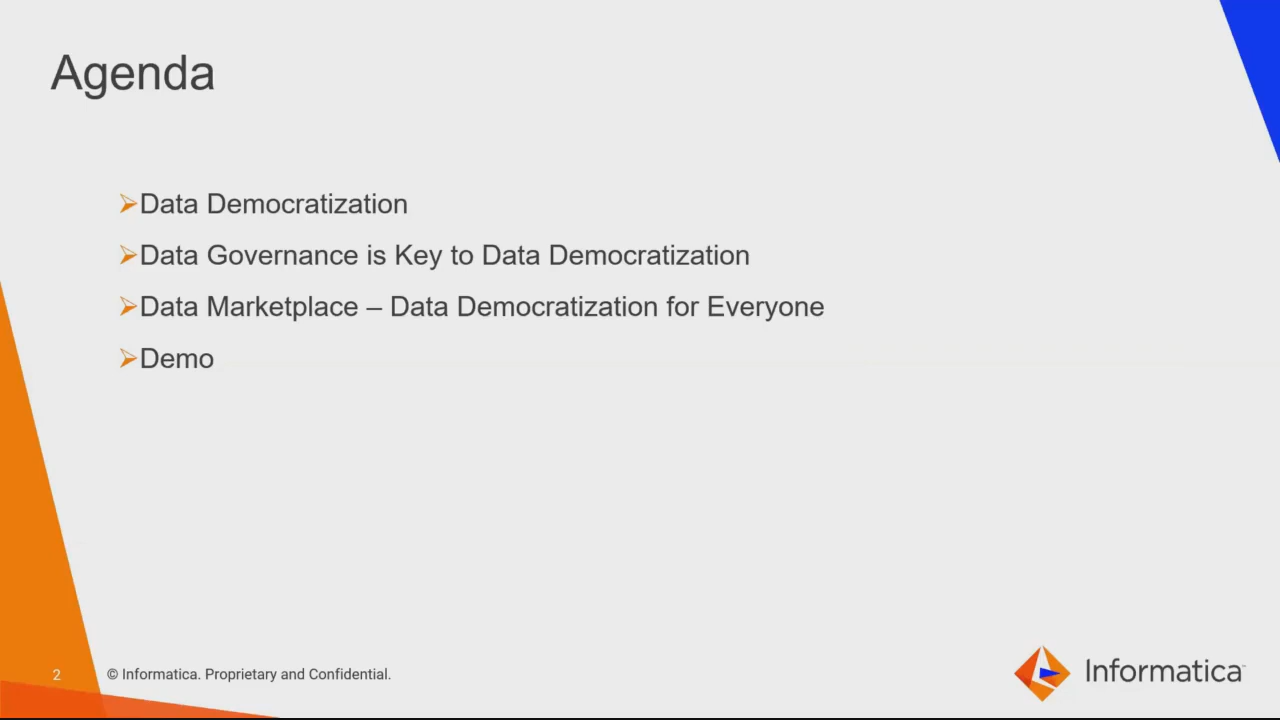 Agenda
➢Data Democratization
➢Data Governance is Key to Data Democratization
➢Data Marketplace – Data Democratization for Everyone
➢Demo
2
© Informatica. Proprietary and Confidential.
Informatica™